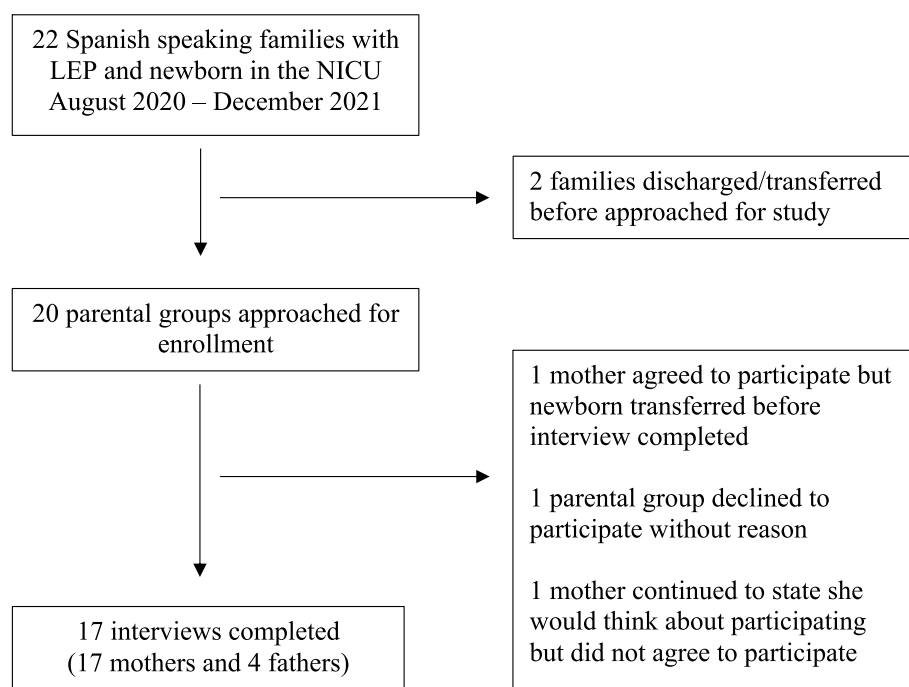 22 Spanish speaking families with
LEP and newborn in the NICU
August 2020 – December 2021
2 families discharged/transferred
before approached for study
20 parental groups approached for
enrollment
1 mother agreed to participate but
newborn transferred before
interview completed
1 parental group declined to
participate without reason
1 mother continued to state she
would think about participating
but did not agree to participate
17 interviews completed
(17 mothers and 4 fathers)